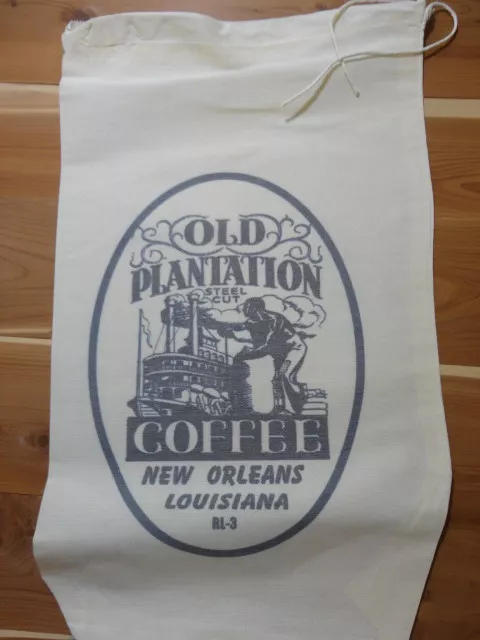 OLD
PLANTATION
STEEL
CUT
COFFEE
NEW ORLEANS
LOUISIANA
RL-3